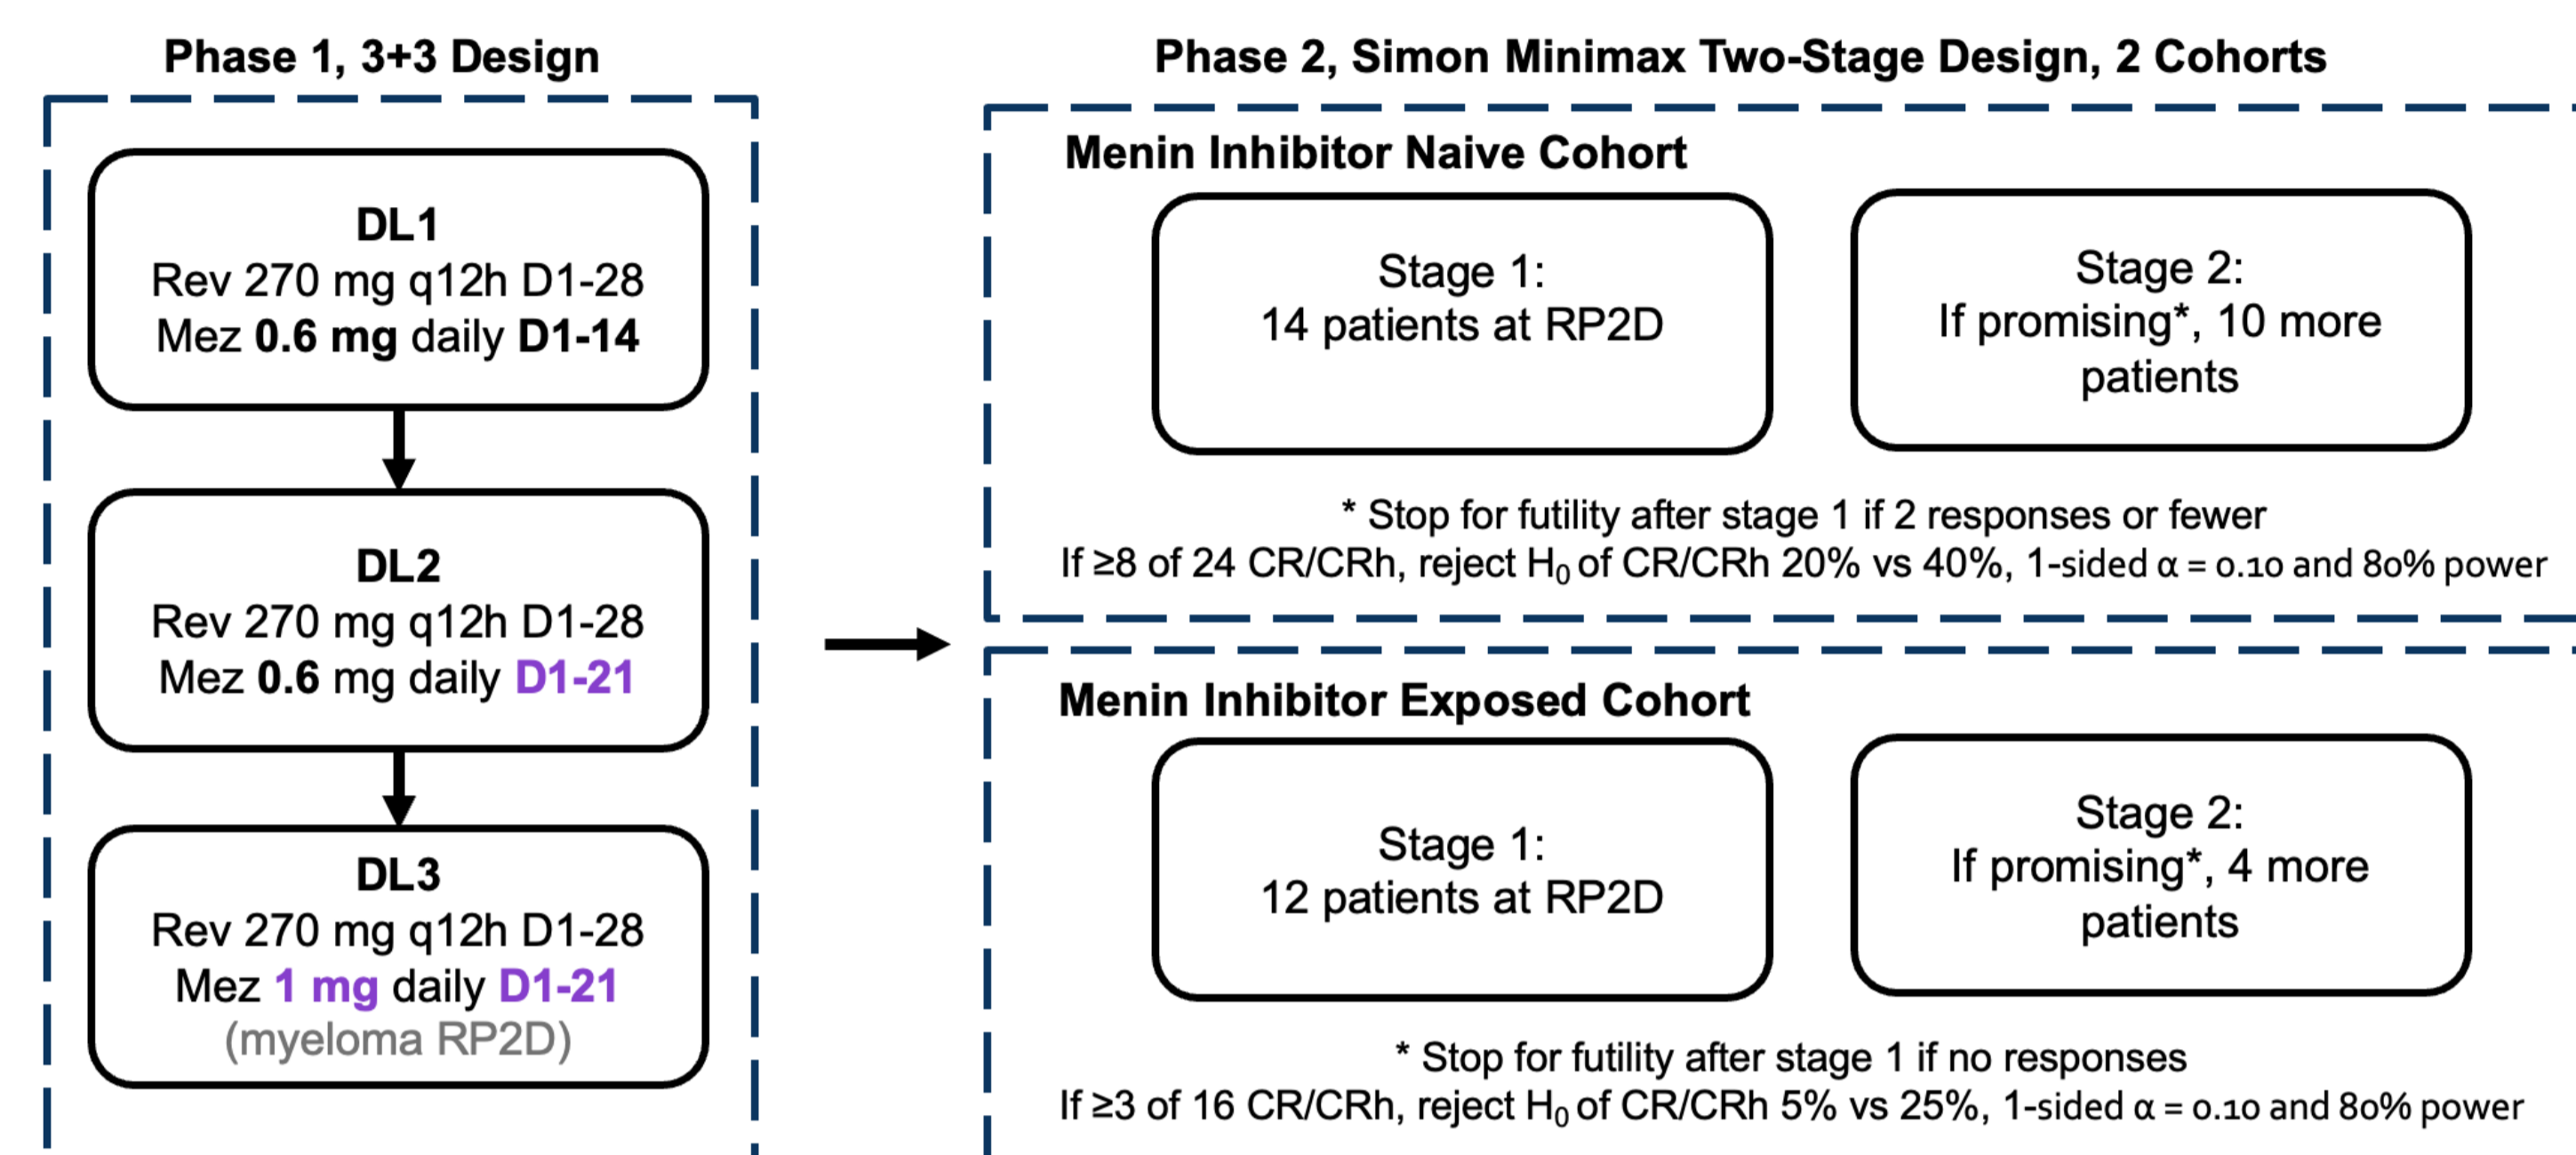 Phase 1, 3+3 Design
DL1
Rev 270 mg q12h D1-28
Mez 0.6 mg daily D1-14
DL2
Rev 270 mg q12h D1-28
Mez 0.6 mg daily D1-21
DL3
Rev 270 mg q12h D1-28
Mez 1 mg daily D1-21
(myeloma RP2D)
Phase 2, Simon Minimax Two-Stage Design, 2 Cohorts
Menin Inhibitor Naive Cohort
Stage 1:
14 patients at RP2D
Stage 2:
If promising*, 10 more
patients
* Stop for futility after stage 1 if 2 responses or fewer
If ≥8 of 24 CR/CRh, reject H₀ of CR/CRh 20% vs 40%, 1-sided α = 0.10 and 80% power
Menin Inhibitor Exposed Cohort
Stage 1:
12 patients at RP2D
Stage 2:
If promising*, 4 more
patients
* Stop for futility after stage 1 if no responses
If ≥3 of 16 CR/CRh, reject H₀ of CR/CRh 5% vs 25%, 1-sided α = 0.10 and 80% power